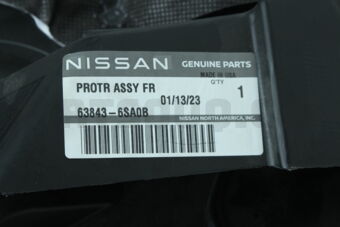 NISSAN GENUINE PARTS
MADE IN USA
PROTR ASSY FR Q'TY 1
01/13/23
63843-6SA0B
NISSAN NORTH AMERICA, INC.